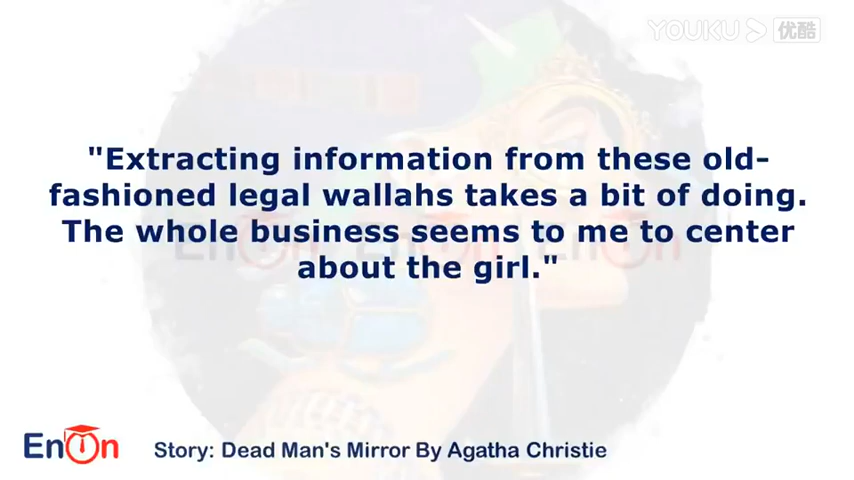 YOUKU 优酷
"Extracting information from these old-
fashioned legal wallahs takes a bit of doing.
The whole business seems to me to center
about the girl."
EnOn
Story: Dead Man's Mirror By Agatha Christie